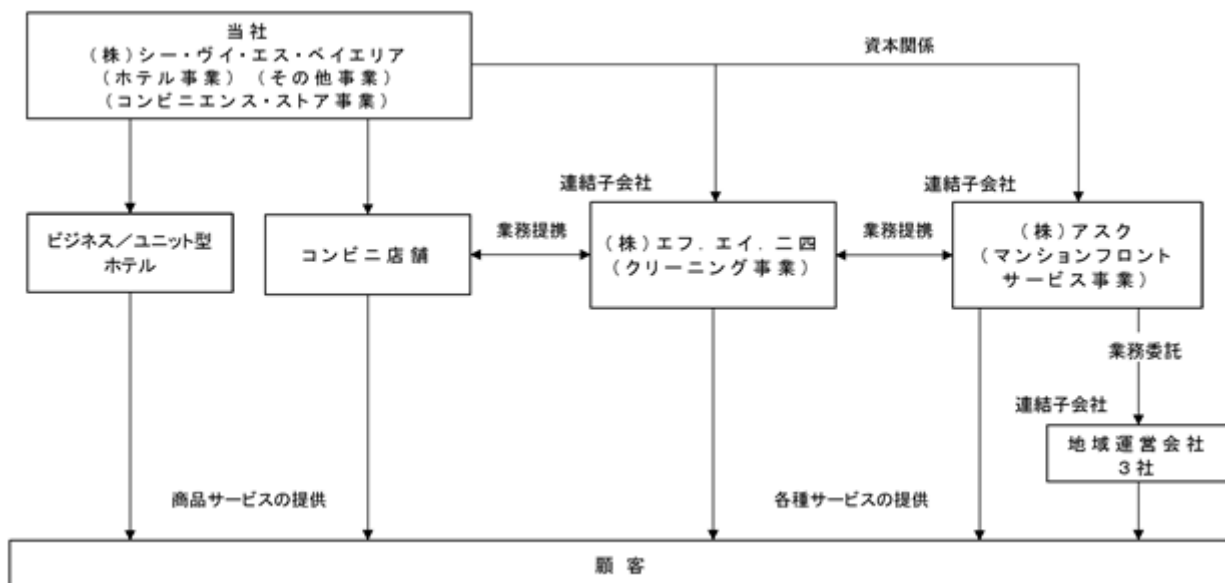 当社
(株)シー・ヴイ・エス・ベイエリア
(ホテル事業) (その他事業)
(コンビニエンス・ストア事業)
資本関係
連結子会社
連結子会社
ビジネス/ユニット型
ホテル
コンビニ店舗
業務提携
(株)エフ.エイ.二四
(クリーニング事業)
業務提携
(株)アスク
(マンションフロント
サービス事業)
業務委託
連結子会社
地域運営会社
3社
商品サービスの提供
各種サービスの提供
顧客